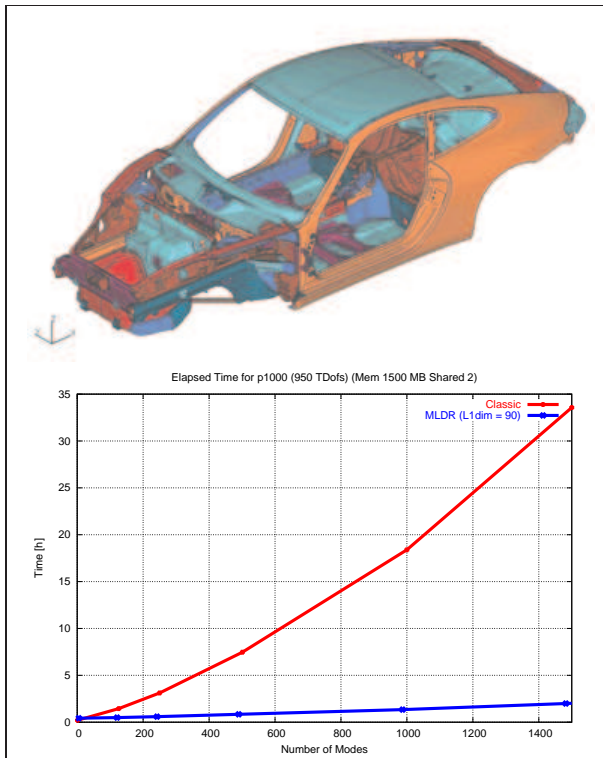 Elapsed Time for p1000 (950 TDofs) (Mem 1500 MB Shared 2)
Classic
MLDR (L1dim = 90)
Time [h]
35
30
25
20
15
10
5
0
0 200 400 600 800 1000 1200 1400
Number of Modes